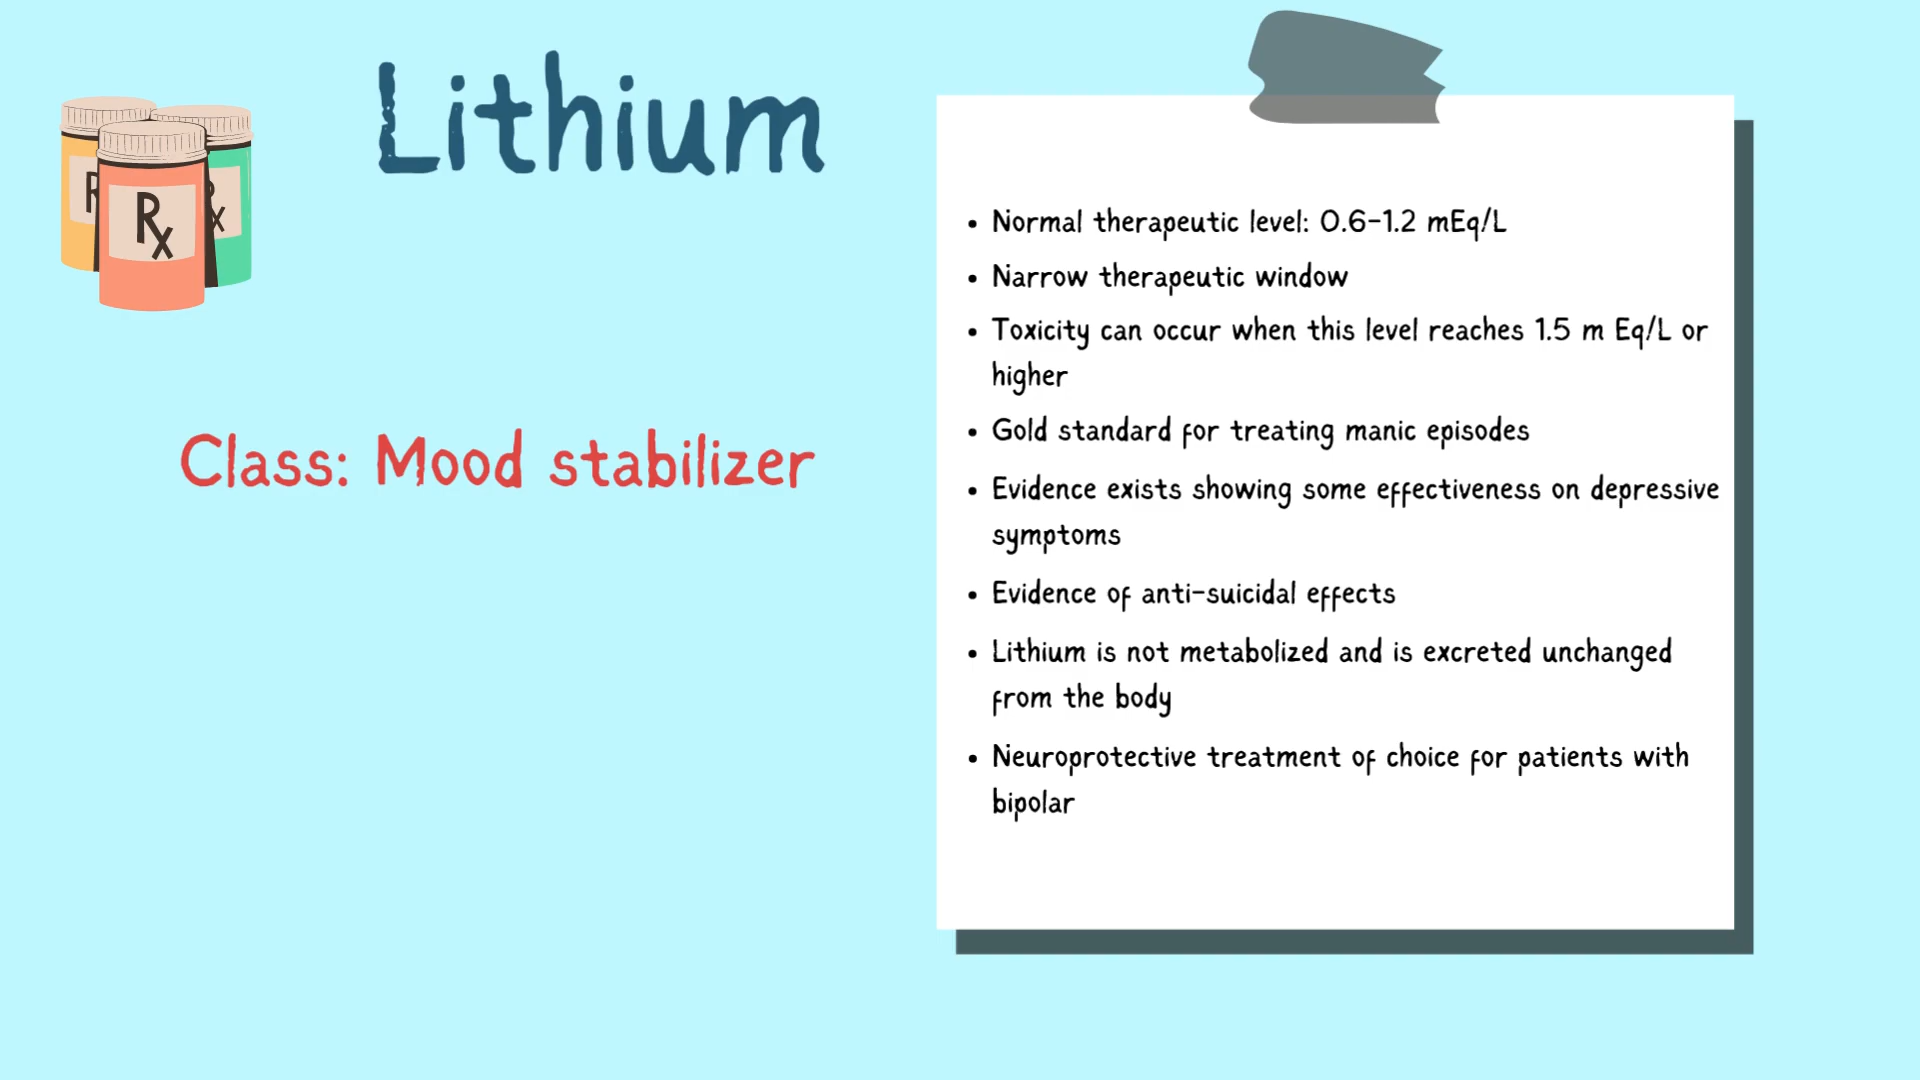 Lithium
Rx
R
Rx
Class: Mood stabilizer
• Normal therapeutic level: 0.6-1.2 mEq/L
• Narrow therapeutic window
• Toxicity can occur when this level reaches 1.5 m Eq/L or
higher
• Gold standard for treating manic episodes
• Evidence exists showing some effectiveness on depressive
symptoms
• Evidence of anti-suicidal effects
• Lithium is not metabolized and is excreted unchanged
from the body
• Neuroprotective treatment of choice for patients with
bipolar